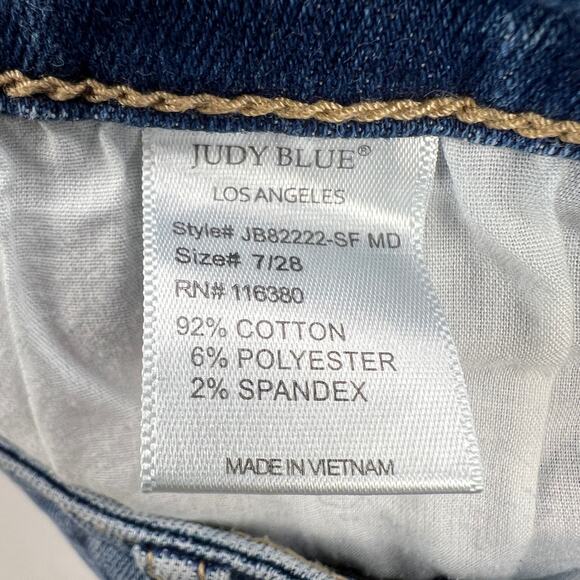 JUDY BLUE®
LOS ANGELES
Style# JB82222-SF MD
Size# 7/28
RN# 116380
92% COTTON
6% POLYESTER
2% SPANDEX
MADE IN VIETNAM